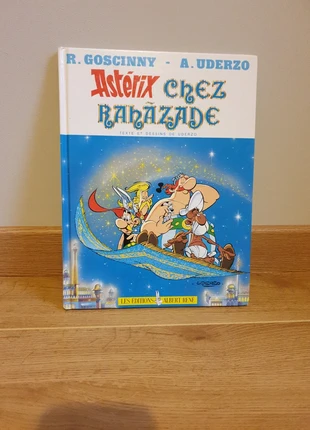 R. GOSCINNY - A. UDERZO
Astérix CHEZ
RAHÃZADE
TEXTE ET DESSINS DE UDERZO
LES ÉDITIONS ALBERT RENÉ